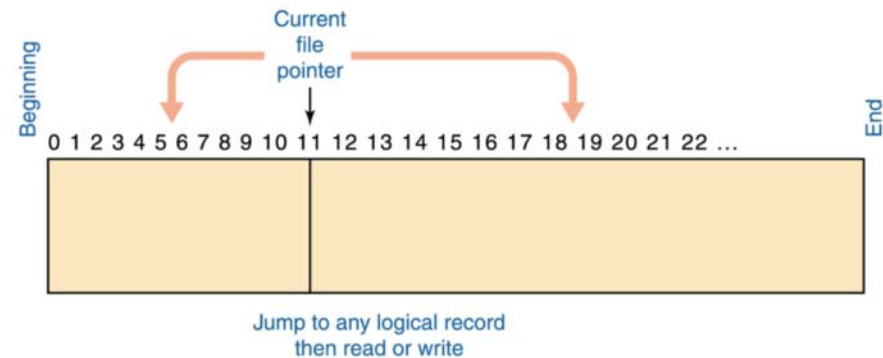 Current
file
pointer
Beginning
End
0 1 2 3 4 5 6 7 8 9 10 11 12 13 14 15 16 17 18 19 20 21 22 ...
Jump to any logical record
then read or write